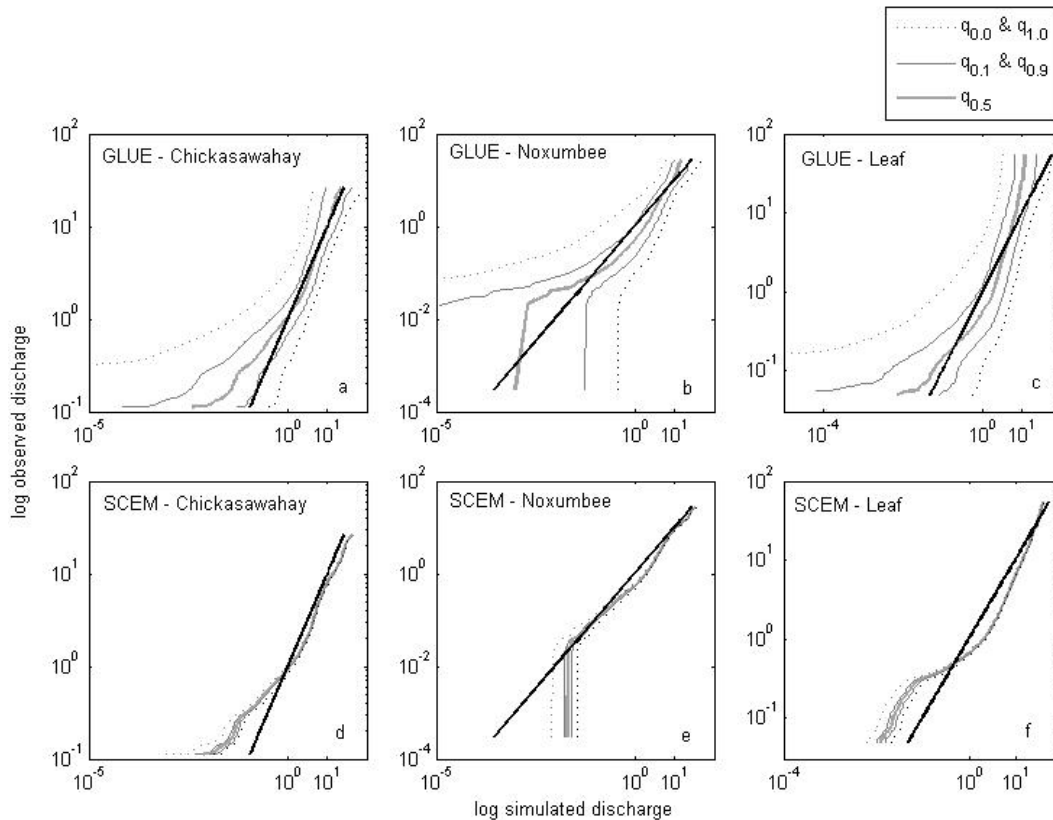 q0.0 & q1.0
q0.1 & q0.9
q0.5
GLUE - Chickasawahay
GLUE - Noxumbee
GLUE - Leaf
10^2
10^1
10^0
10^-1
10^-5
10^0
10^1
a
10^2
10^0
10^-2
10^-4
10^-5
10^0
10^1
b
10^2
10^1
10^0
10^-1
10^-4
10^0
10^1
c
log observed discharge
SCEM - Chickasawahay
SCEM - Noxumbee
SCEM - Leaf
10^2
10^1
10^0
10^-1
10^-5
10^0
10^1
d
10^2
10^0
10^-2
10^-4
10^-5
10^0
10^1
e
10^2
10^1
10^0
10^-1
10^-4
10^0
10^1
f
log simulated discharge